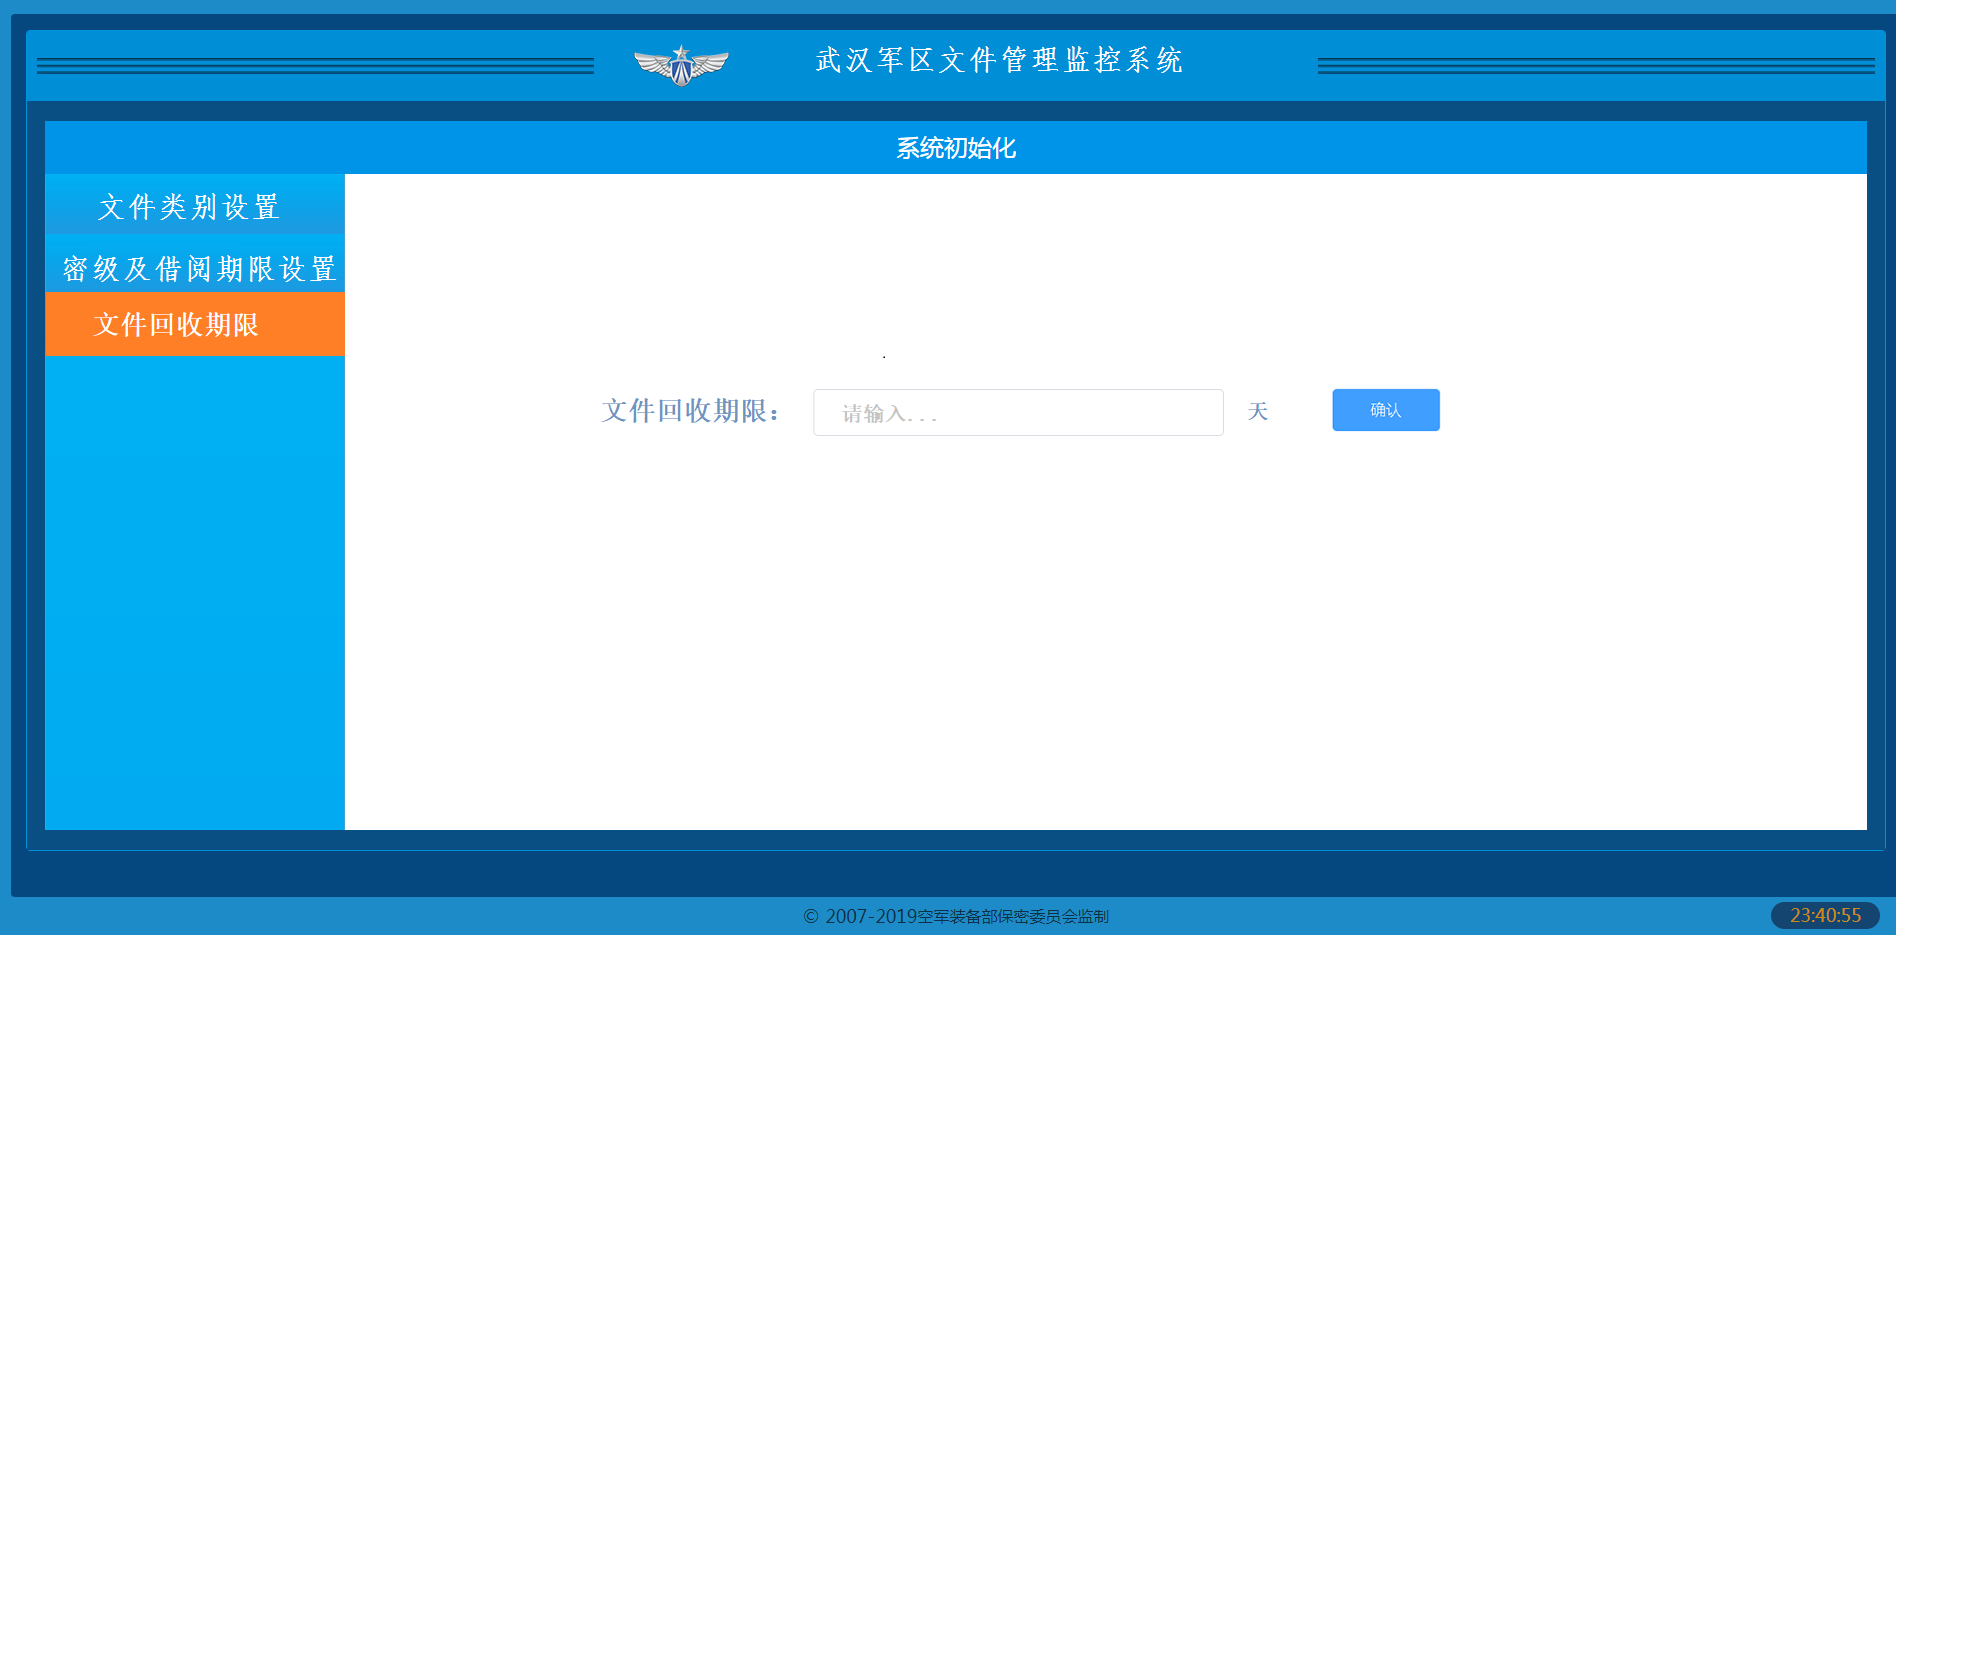 武汉军区文件管理监控系统
系统初始化
文件类别设置
密级及借阅期限设置
文件回收期限
文件回收期限： 请输入... 天 确认
© 2007-2019空军装备部保密委员会监制 23:40:55